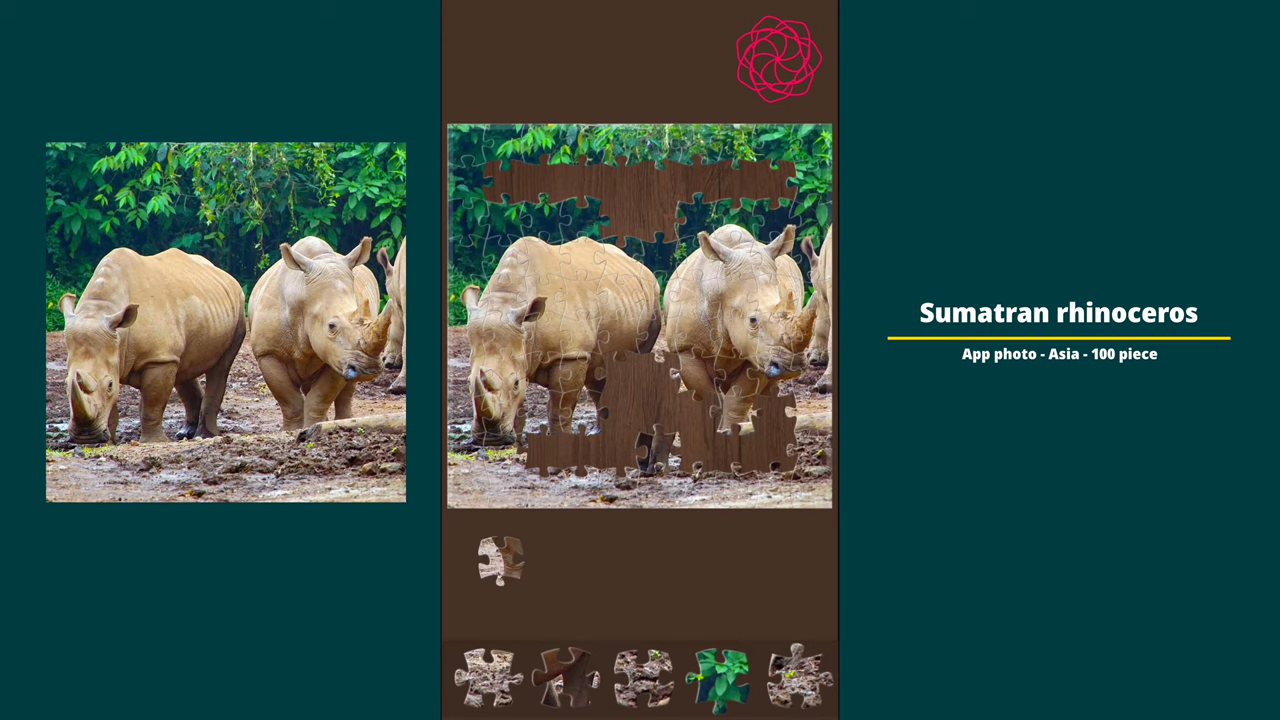 Sumatran rhinoceros
App photo - Asia - 100 piece